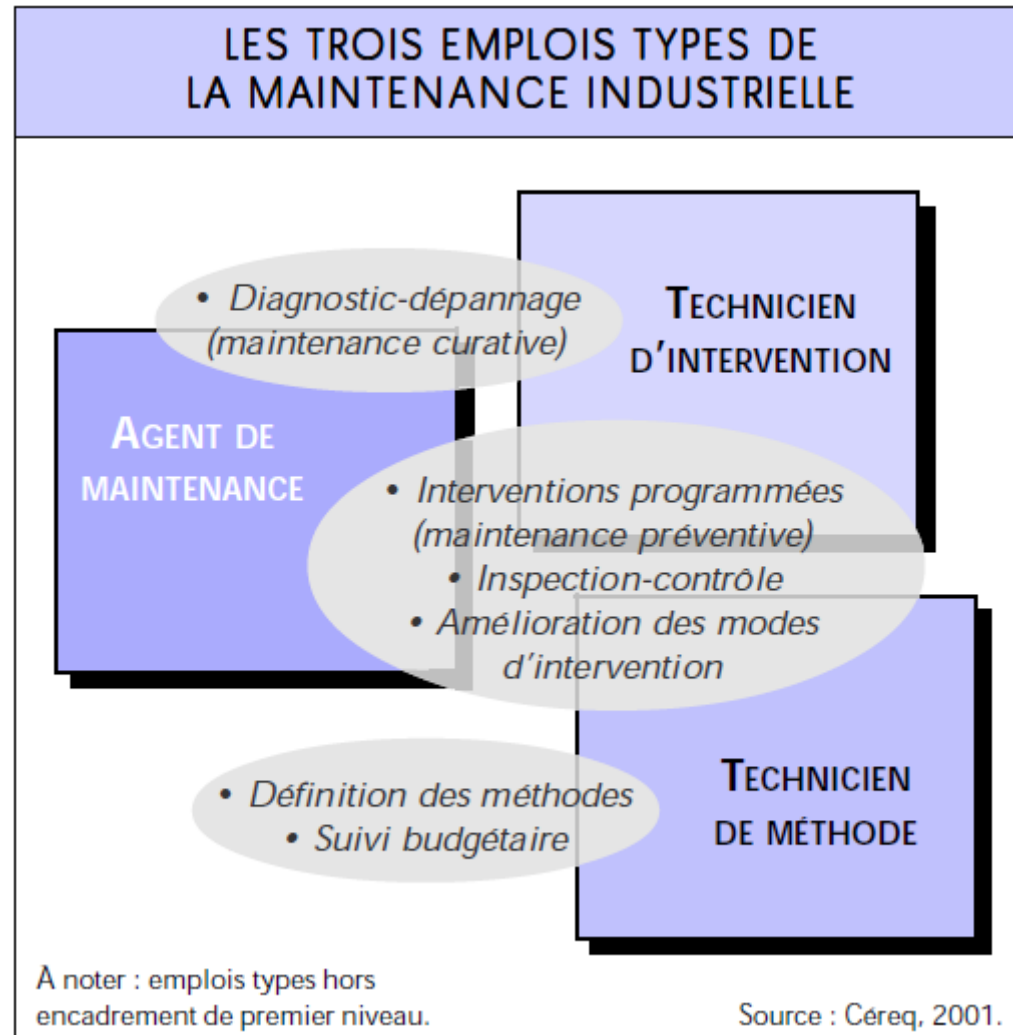 LES TROIS EMPLOIS TYPES DE
LA MAINTENANCE INDUSTRIELLE
• Diagnostic-dépannage
(maintenance curative)
TECHNICIEN
D'INTERVENTION
AGENT DE
MAINTENANCE
• Interventions programmées
(maintenance préventive)
• Inspection-contrôle
• Amélioration des modes
d'intervention
• Définition des méthodes
• Suivi budgétaire
TECHNICIEN
DE MÉTHODE
À noter : emplois types hors
encadrement de premier niveau.
Source : Céreq, 2001.